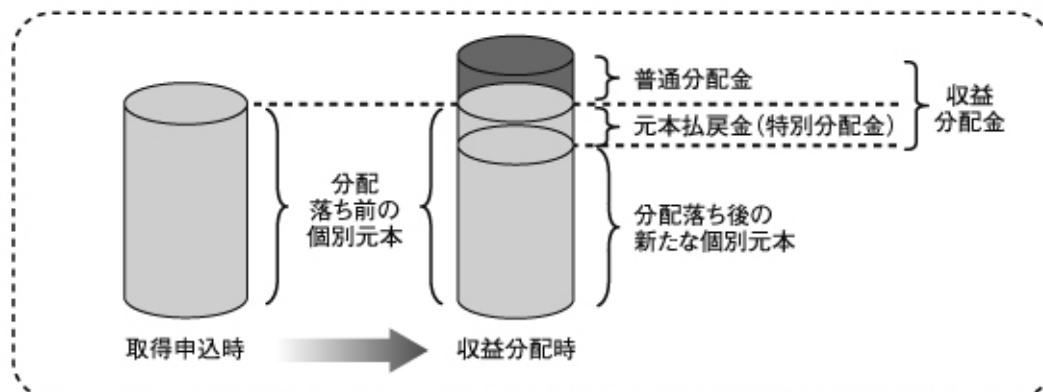 普通分配金
元本払戻金（特別分配金）
収益
分配金
分配
落ち前の
個別元本
分配落ち後の
新たな個別元本
取得申込時
収益分配時